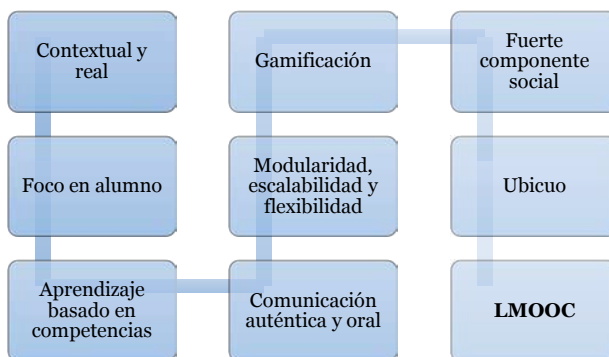 Contextual y
real
Foco en alumno
Aprendizaje
basado en
competencias
Comunicación
auténtica y oral
Modularidad,
escalabilidad y
flexibilidad
Gamificación
Fuerte
componente
social
Ubicuo
LMOOC